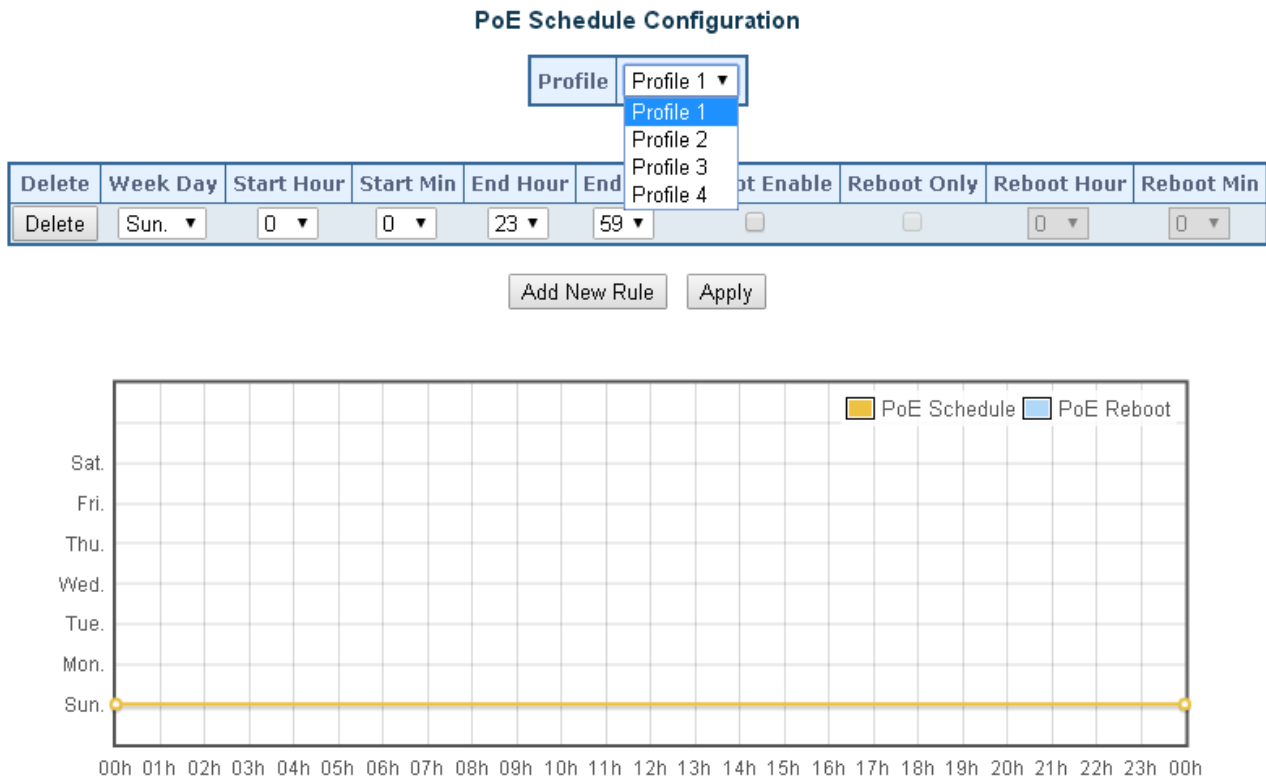 PoE Schedule Configuration
Profile Profile 1
Profile 1
Profile 2
Profile 3
Profile 4
Delete Week Day Start Hour Start Min End Hour End ot Enable Reboot Only Reboot Hour Reboot Min
Delete Sun. 0 0 23 59 0 0
Add New Rule Apply
PoE Schedule PoE Reboot
Sat.
Fri.
Thu.
Wed.
Tue.
Mon.
Sun.
00h 01h 02h 03h 04h 05h 06h 07h 08h 09h 10h 11h 12h 13h 14h 15h 16h 17h 18h 19h 20h 21h 22h 23h 00h